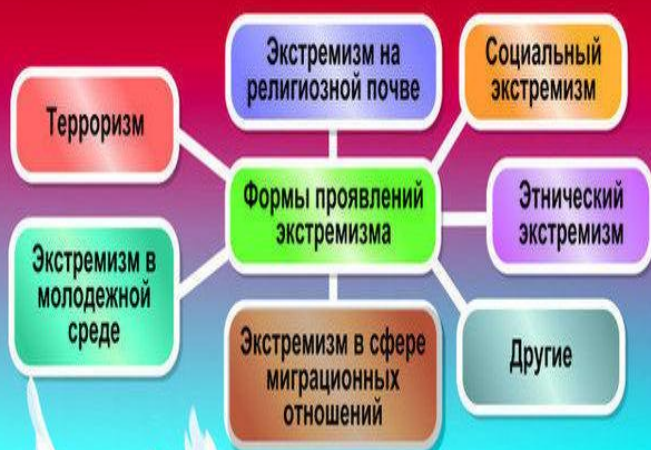 Экстремизм на
религиозной почве
Социальный
экстремизм
Терроризм
Формы проявлений
экстремизма
Этнический
экстремизм
Экстремизм в
молодежной
среде
Экстремизм в сфере
миграционных
отношений
Другие